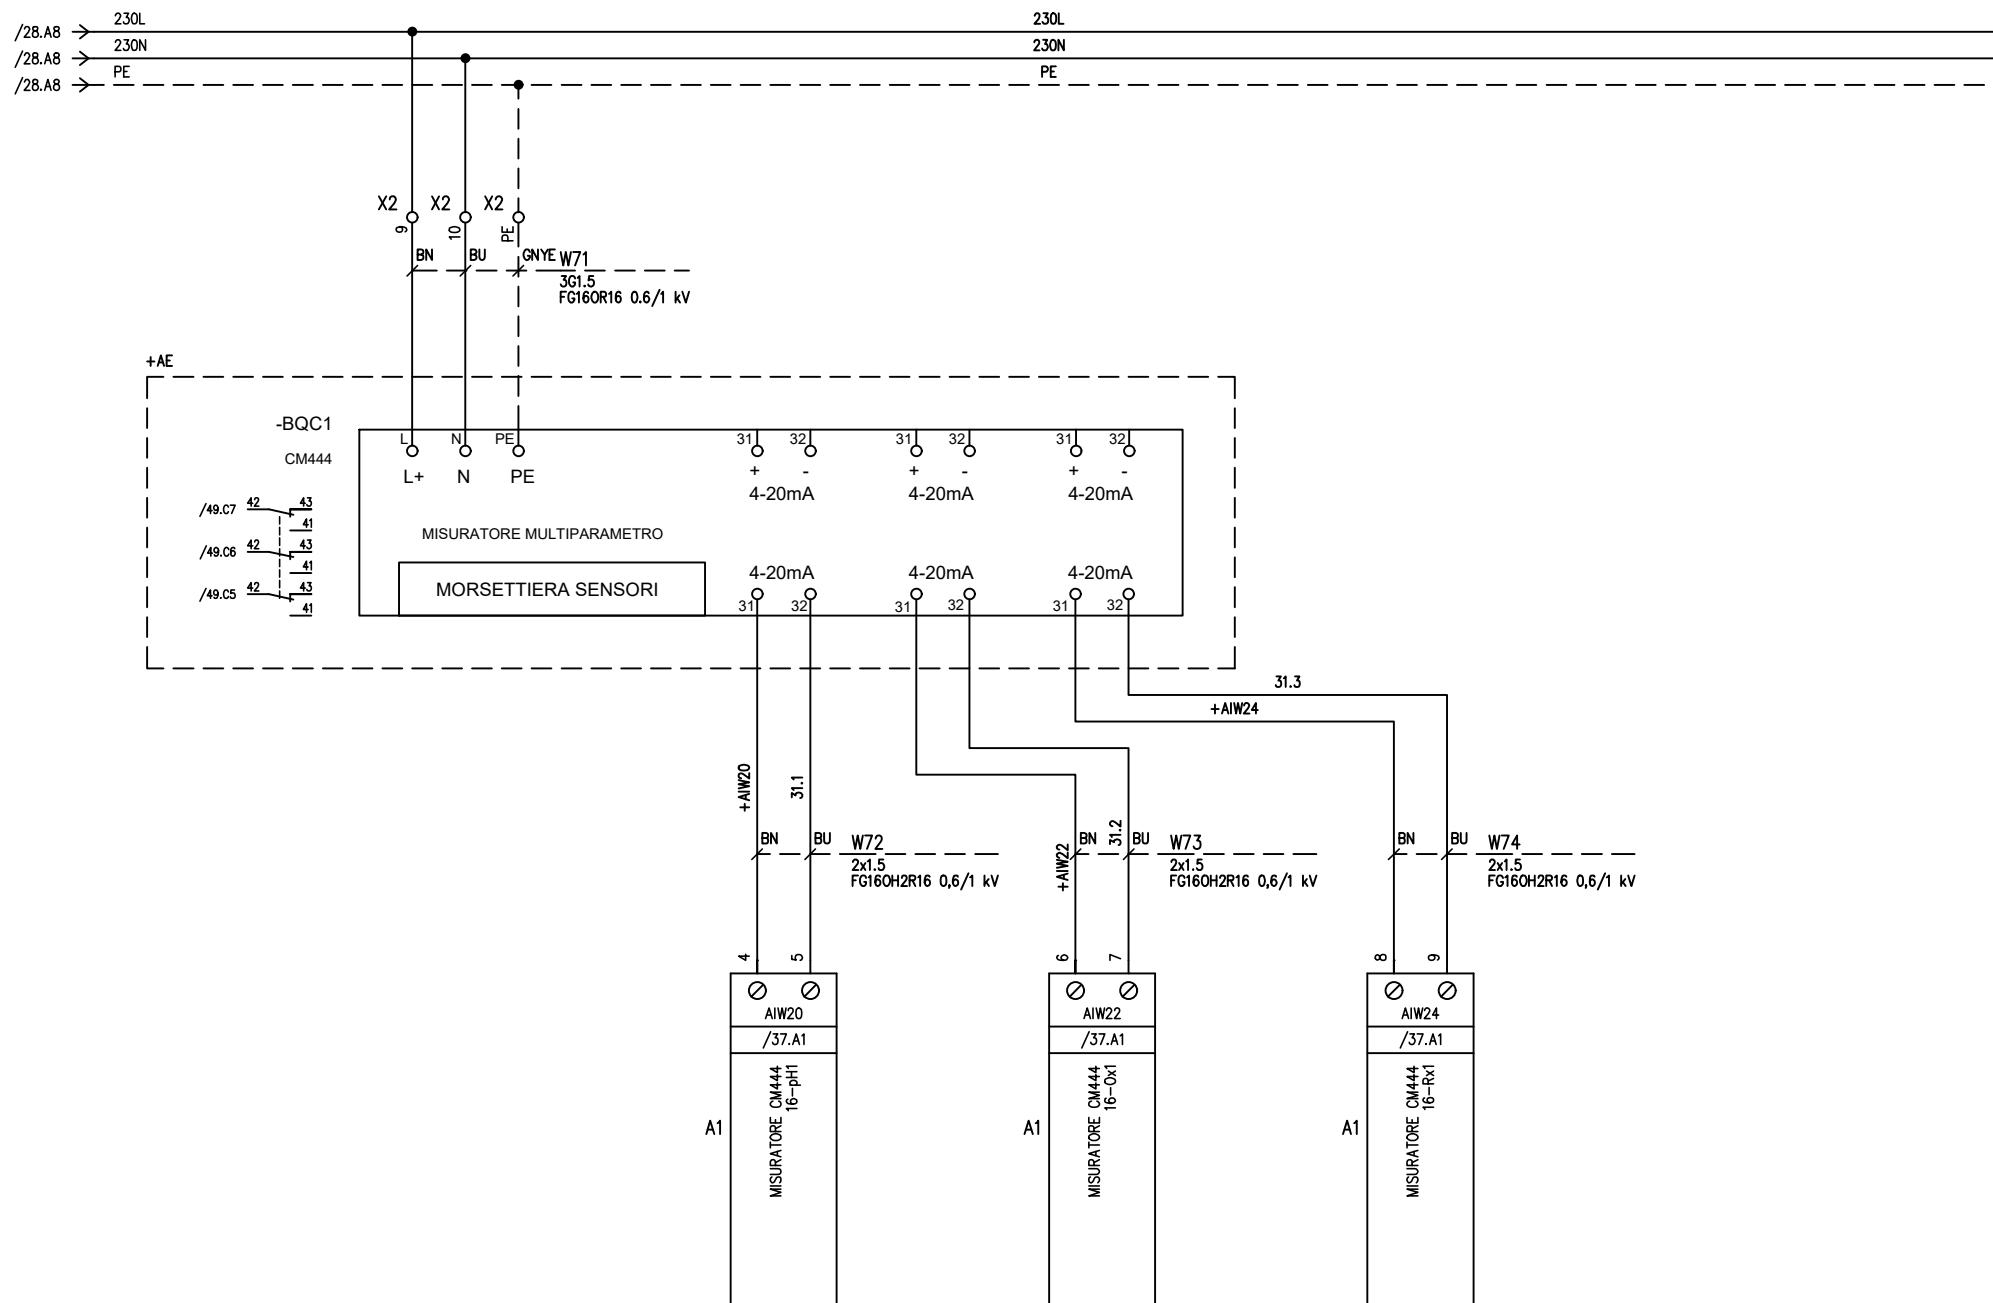 /28.A8 230L 230L
/28.A8 230N 230N
/28.A8 PE PE
X2 X2 X2
9 10 PE
BN BU GNYE W71
3G1.5
FG16OR16 0.6/1 kV
+AE
-BQC1
CM444
L N PE 31 32 31 32 31 32
L+ N PE + - + - + -
4-20mA 4-20mA 4-20mA
/49.C7 42 43
41
/49.C6 42 43
41
/49.C5 42 43
41
MISURATORE MULTIPARAMETRO
MORSETTIERA SENSORI
4-20mA 4-20mA 4-20mA
31 32 31 32 31 32
31.3
+AIW24
+AIW20 31.1
+AIW22 31.2
BN BU W72
2x1.5
FG16OH2R16 0,6/1 kV
BN BU W73
2x1.5
FG16OH2R16 0,6/1 kV
BN BU W74
2x1.5
FG16OH2R16 0,6/1 kV
4 5 6 7 8 9
AIW20 AIW22 AIW24
/37.A1 /37.A1 /37.A1
A1
MISURATORE CM444
16-pH1
A1
MISURATORE CM444
16-Ox1
A1
MISURATORE CM444
16-Rx1